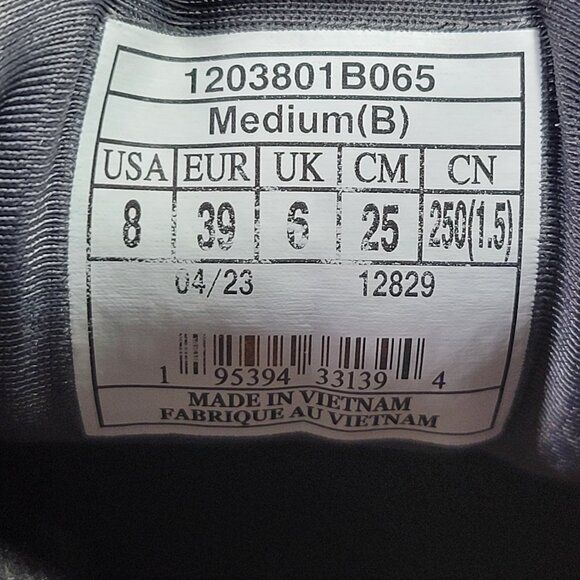 1203801B065
Medium(B)
USA EUR UK CM CN
8 39 6 25 250(1.5)
04/23 12829
1 95394 33139 4
MADE IN VIETNAM
FABRIQUE AU VIETNAM